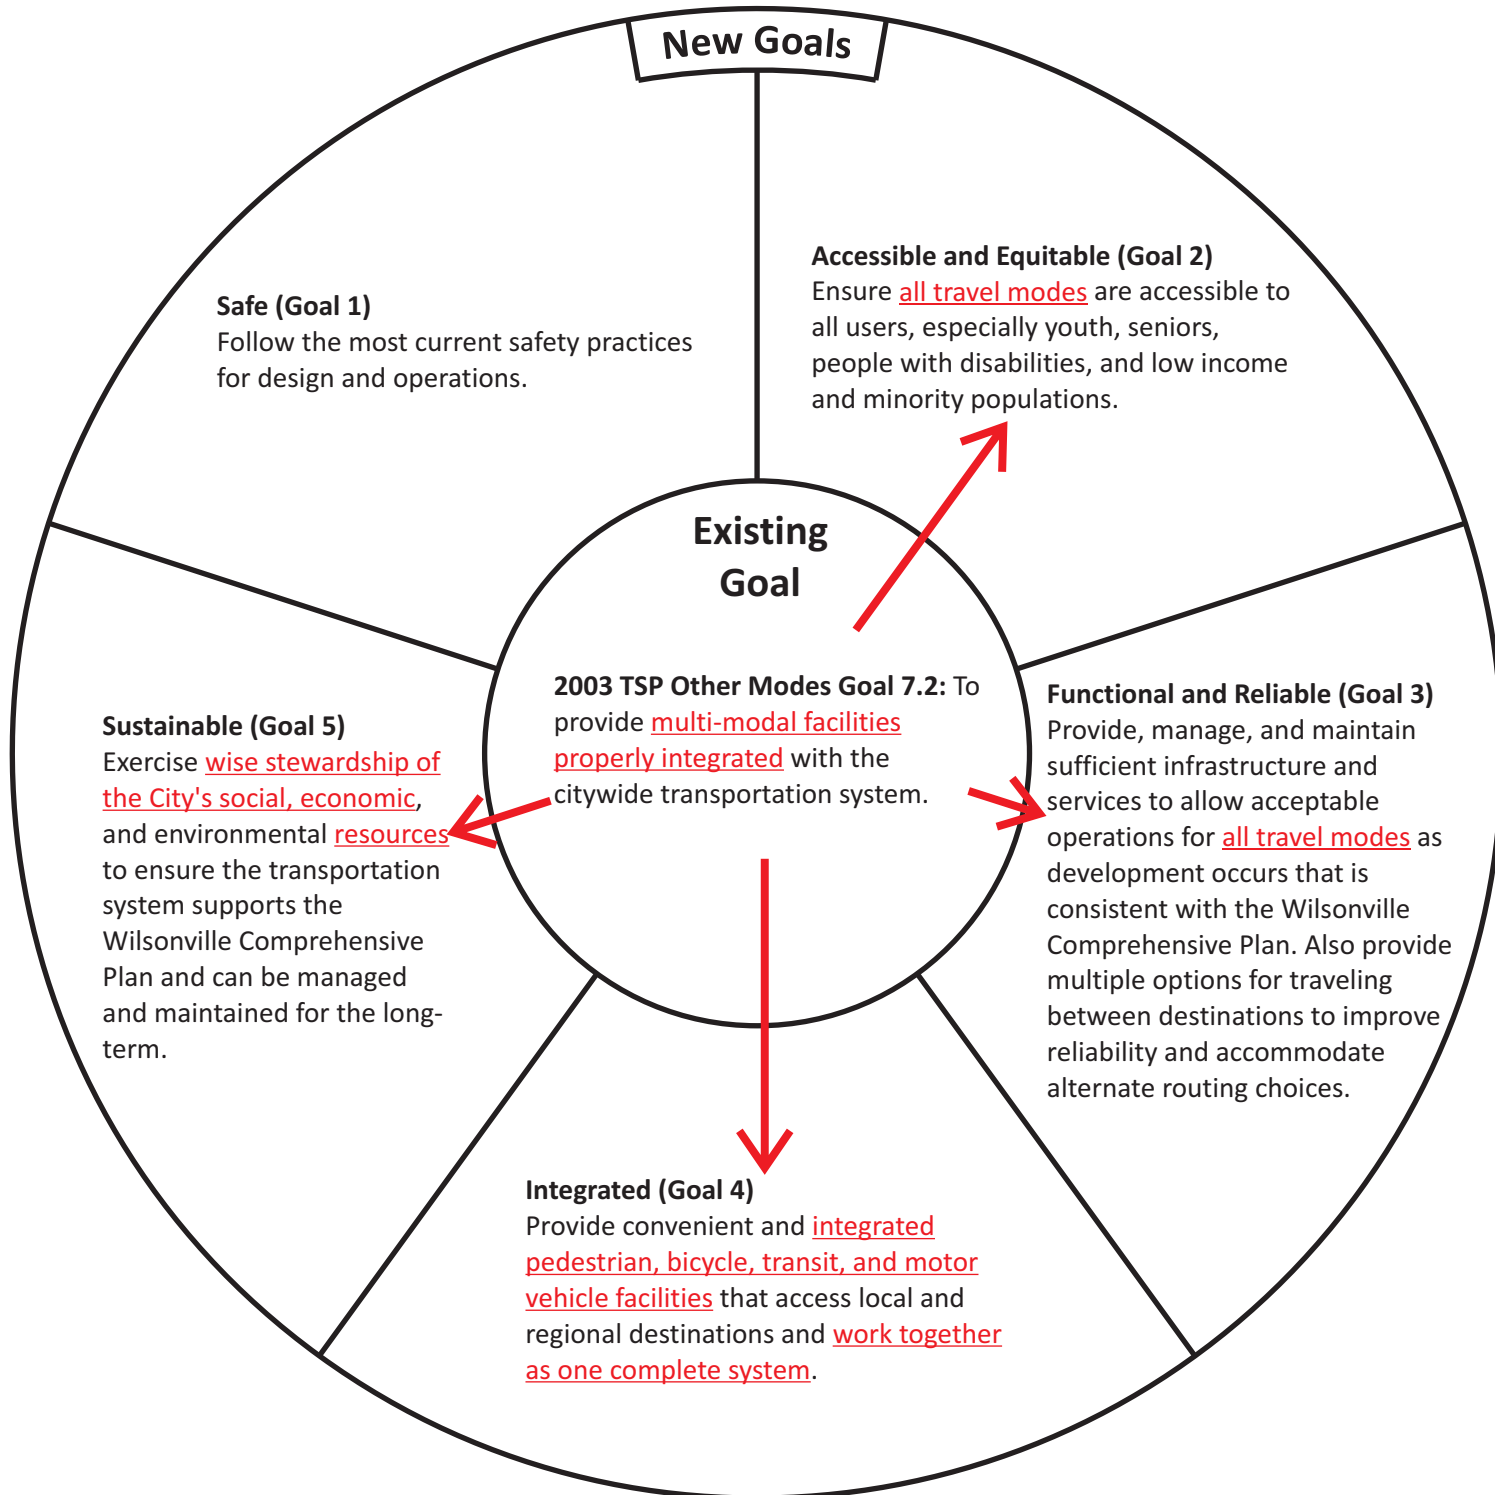 New Goals
Safe (Goal 1)
Follow the most current safety practices
for design and operations.
Accessible and Equitable (Goal 2)
Ensure all travel modes are accessible to
all users, especially youth, seniors,
people with disabilities, and low income
and minority populations.
Existing
Goal
2003 TSP Other Modes Goal 7.2: To
provide multi-modal facilities
properly integrated with the
citywide transportation system.
Functional and Reliable (Goal 3)
Provide, manage, and maintain
sufficient infrastructure and
services to allow acceptable
operations for all travel modes as
development occurs that is
consistent with the Wilsonville
Comprehensive Plan. Also provide
multiple options for traveling
between destinations to improve
reliability and accommodate
alternate routing choices.
Sustainable (Goal 5)
Exercise wise stewardship of
the City's social, economic,
and environmental resources
to ensure the transportation
system supports the
Wilsonville Comprehensive
Plan and can be managed
and maintained for the long-
term.
Integrated (Goal 4)
Provide convenient and integrated
pedestrian, bicycle, transit, and motor
vehicle facilities that access local and
regional destinations and work together
as one complete system.